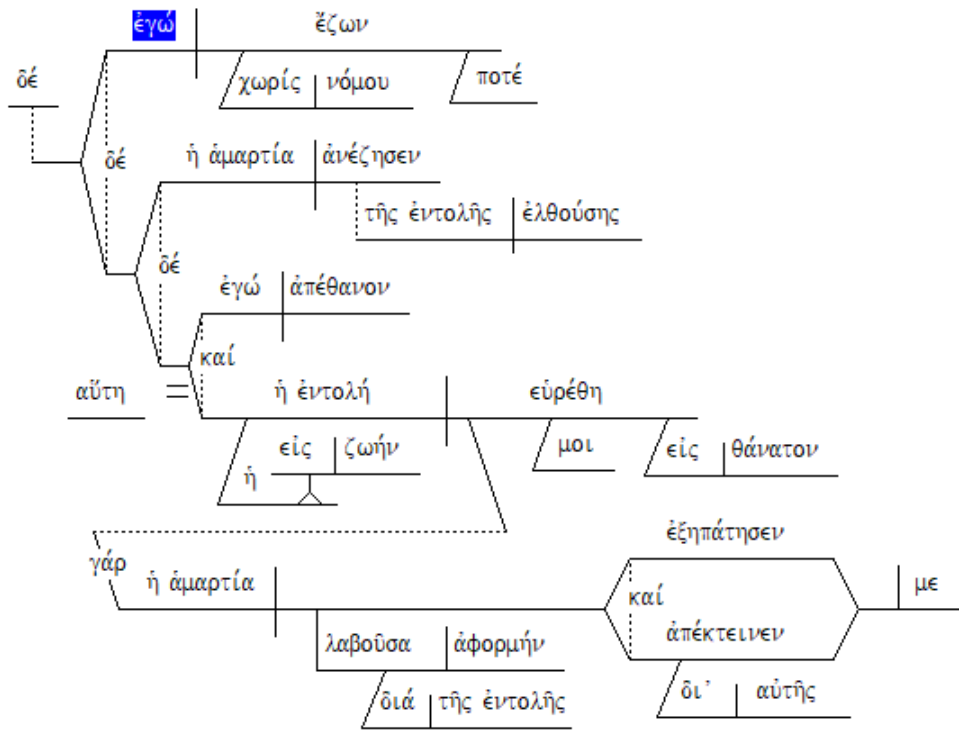 ἐγώ ἔζων
δέ χωρίς νόμου ποτέ
δέ ἡ ἁμαρτία ἀνέζησεν
τῆς ἐντολῆς ἐλθούσης
δέ
ἐγώ ἀπέθανον
καί
αὕτη ἡ ἐντολή εὑρέθη
εἰς ζωήν μοι εἰς θάνατον
ἡ
ἐξηπάτησεν
γάρ ἡ ἁμαρτία καί με
λαβοῦσα ἀφορμήν ἀπέκτεινεν
διά τῆς ἐντολῆς δι᾽ αὐτῆς